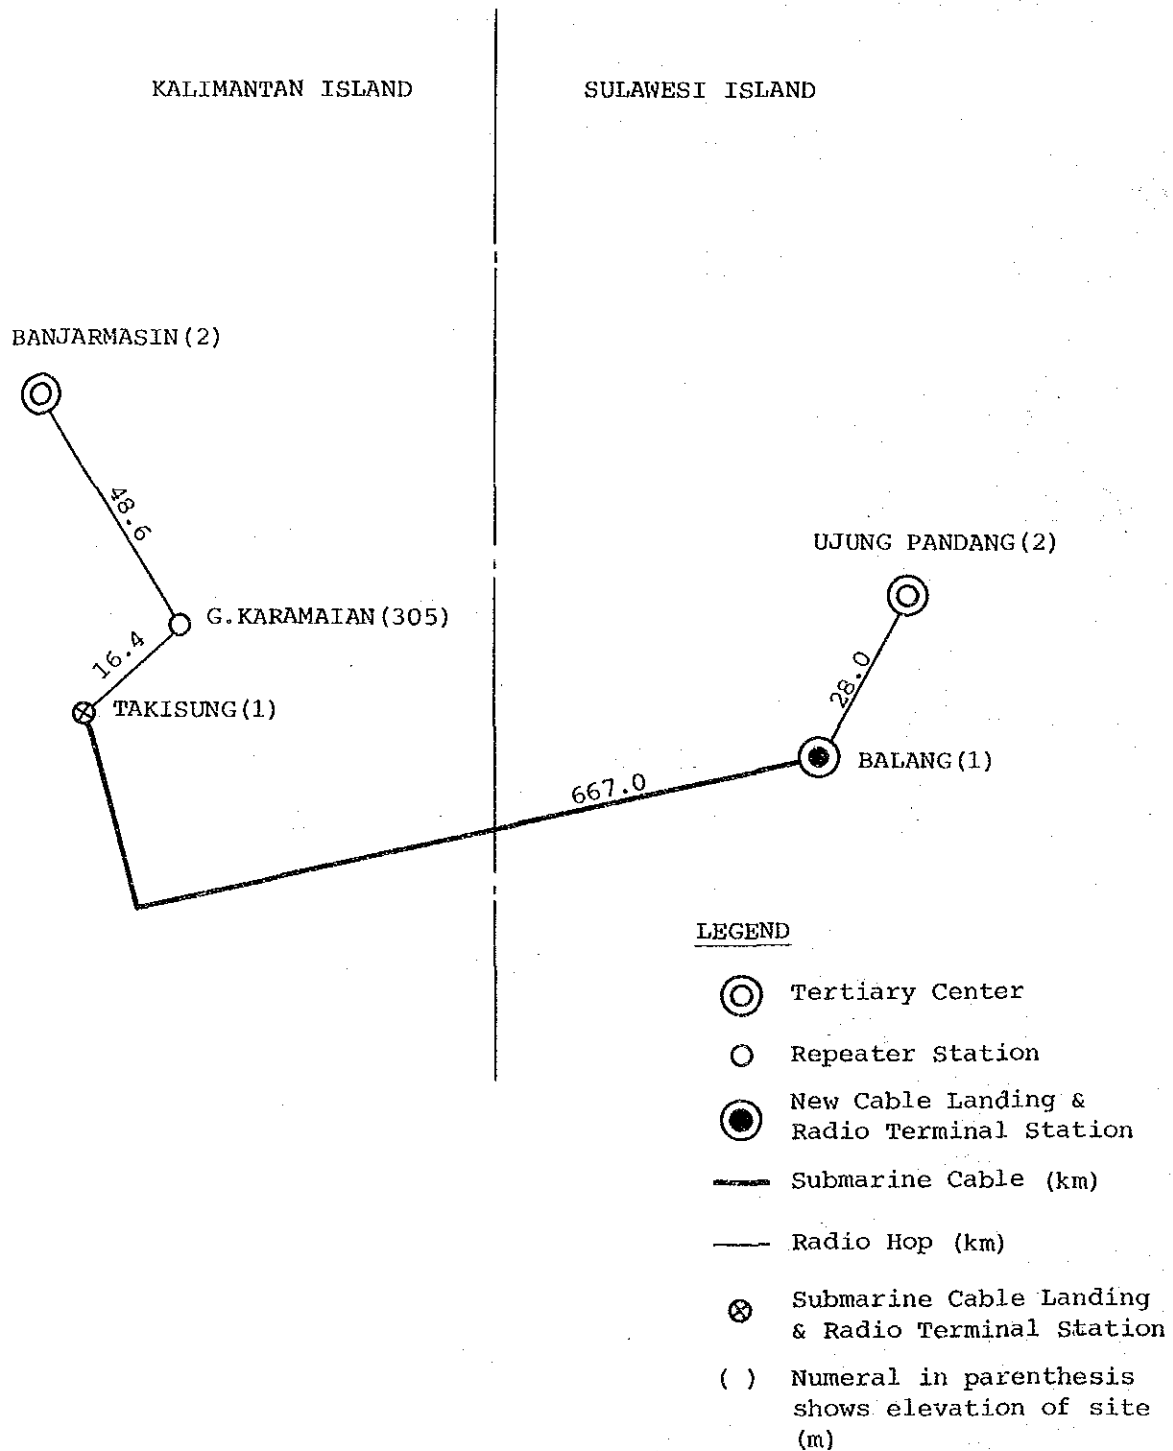 KALIMANTAN ISLAND
SULAWESI ISLAND
BANJARMASIN(2)
48.6
UJUNG PANDANG(2)
G.KARAMAIAN(305)
16.4
28.0
TAKISUNG(1)
BALANG(1)
667.0
LEGEND
Tertiary Center
Repeater Station
New Cable Landing &
Radio Terminal Station
Submarine Cable (km)
Radio Hop (km)
Submarine Cable Landing
& Radio Terminal Station
( ) Numeral in parenthesis
shows elevation of site
(m)